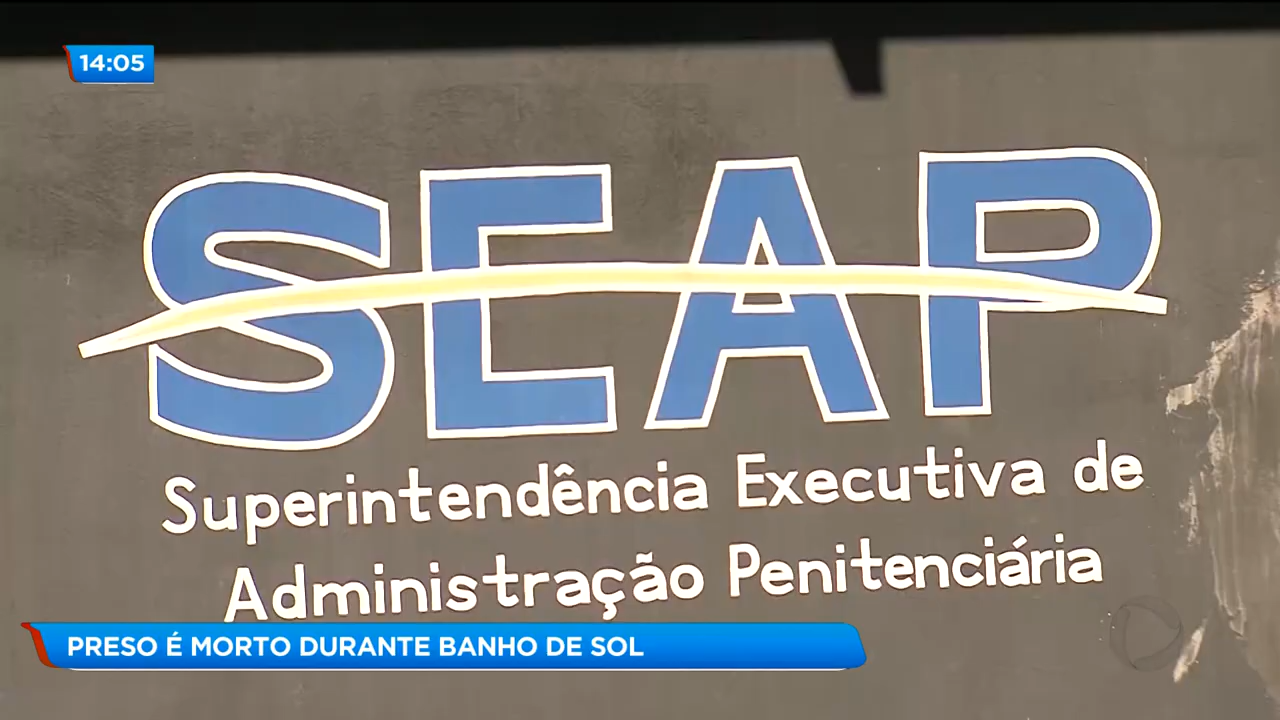 14:05
SEAP
Superintendência Executiva de
Administração Penitenciária
PRESO É MORTO DURANTE BANHO DE SOL